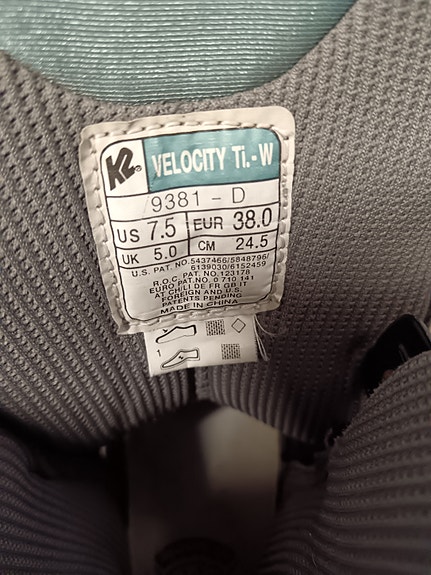 K2® VELOCITY Ti.-W
9381 - D
US 7.5 EUR 38.0
UK 5.0 CM 24.5
U.S. PAT. NO.5437466/5848796/
6139030/6152459
R.O.C. PAT. NO.123178
EURO PAT.NO. 0 710.141
AT CH LI DE FR GB IT
FOREIGN AND U.S.
PATENTS PENDING
MADE IN CHINA
1